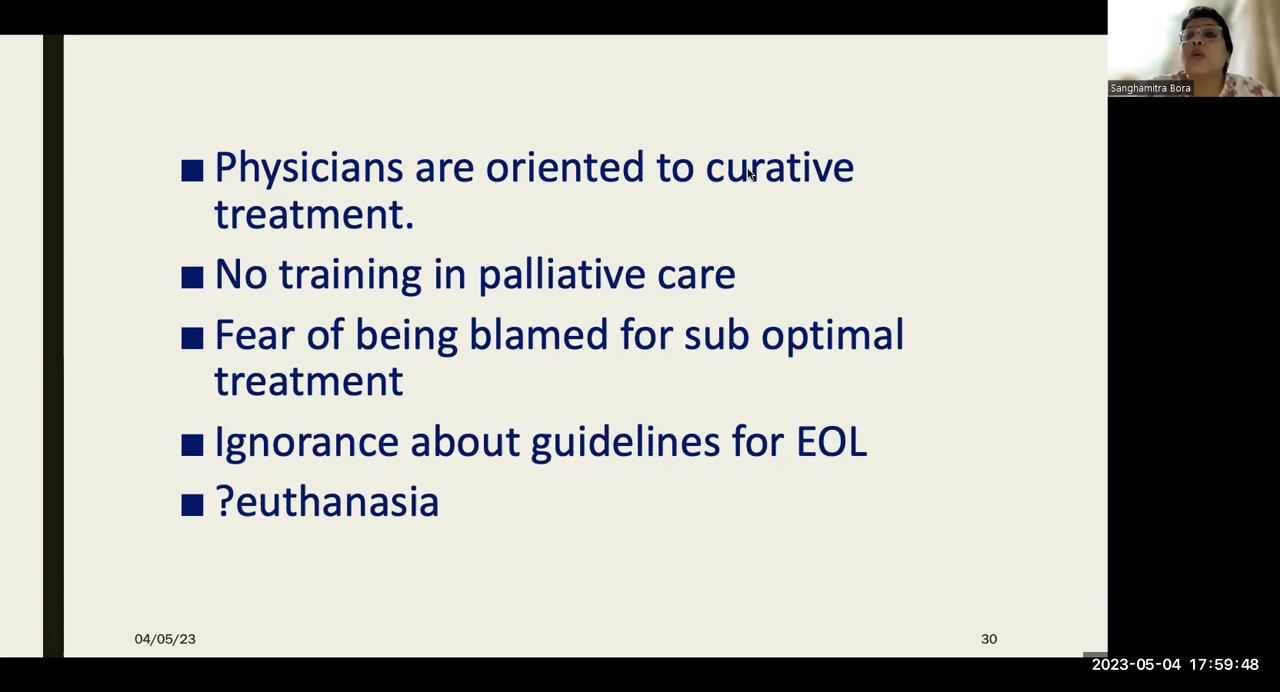 Sanghamitra Bora
■ Physicians are oriented to curative
treatment.
■ No training in palliative care
■ Fear of being blamed for sub optimal
treatment
■ Ignorance about guidelines for EOL
■ ?euthanasia
04/05/23
30
2023-05-04 17:59:48